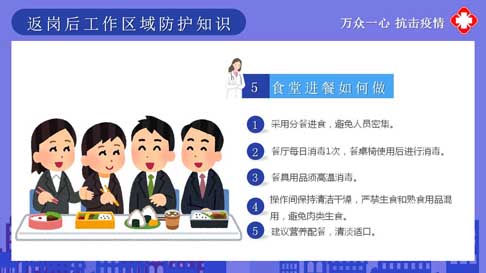 返岗后工作区域防护知识
万众一心 抗击疫情
5 食堂进餐如何做
1 采用分餐进食，避免人员密集。
2 餐厅每日消毒1次，餐桌椅使用后进行消毒。
3 餐具用品须高温消毒。
4 操作间保持清洁干燥，严禁生食和熟食用品混
用，避免肉类生食。
5 建议营养配餐，清淡适口。